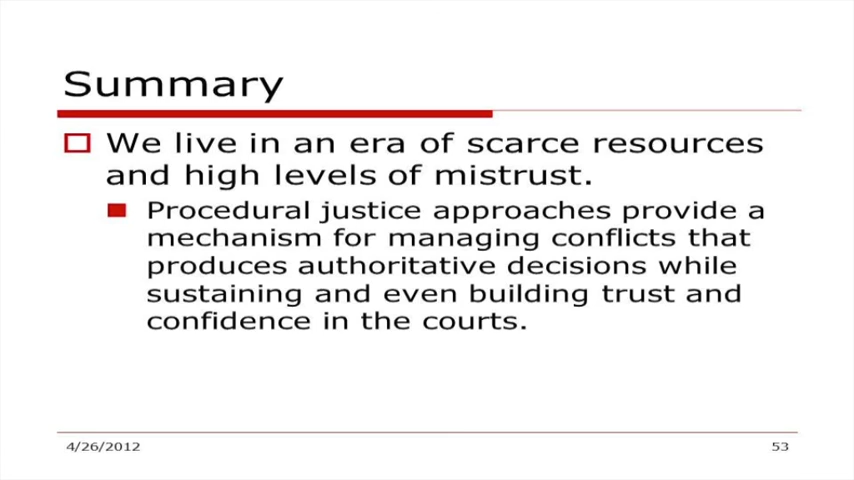 Summary
We live in an era of scarce resources
and high levels of mistrust.
Procedural justice approaches provide a
mechanism for managing conflicts that
produces authoritative decisions while
sustaining and even building trust and
confidence in the courts.
4/26/2012
53